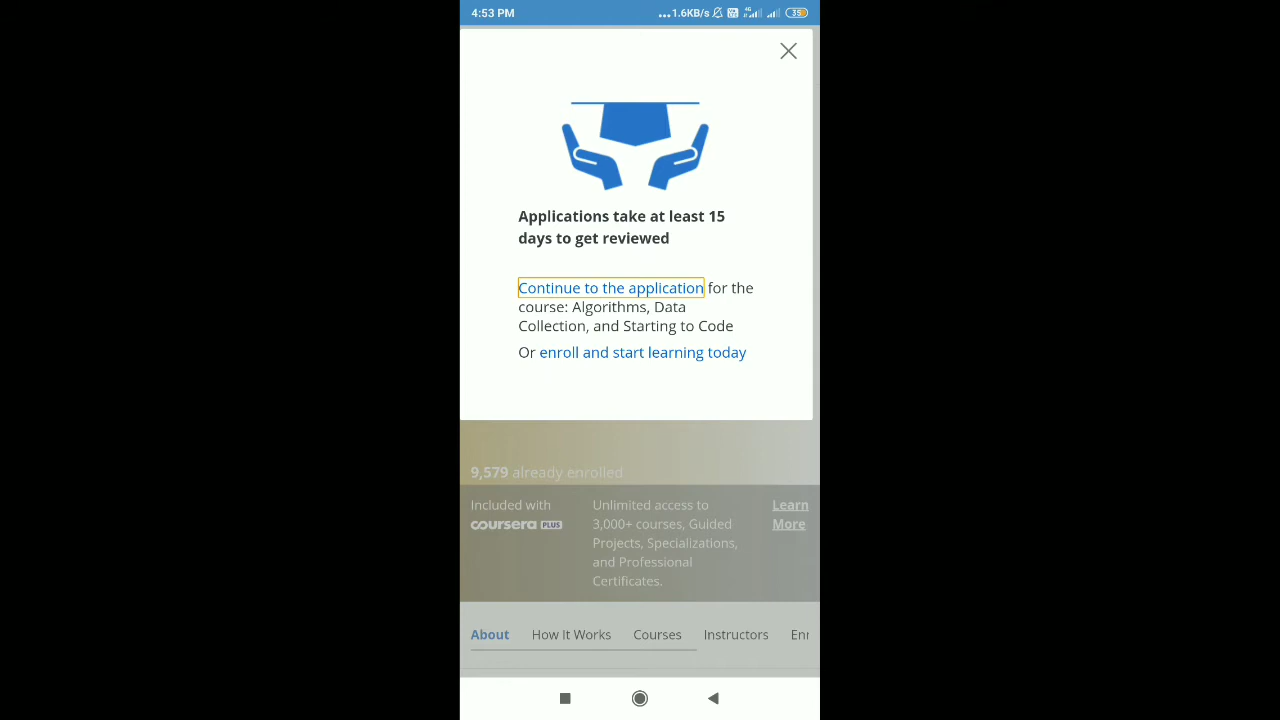 4:53 PM ...1.6KB/s 4G 35
Applications take at least 15
days to get reviewed
Continue to the application for the
course: Algorithms, Data
Collection, and Starting to Code
Or enroll and start learning today
9,579 already enrolled
Included with
coursera PLUS
Unlimited access to
3,000+ courses, Guided
Projects, Specializations,
and Professional
Certificates.
Learn
More
About How It Works Courses Instructors Enr